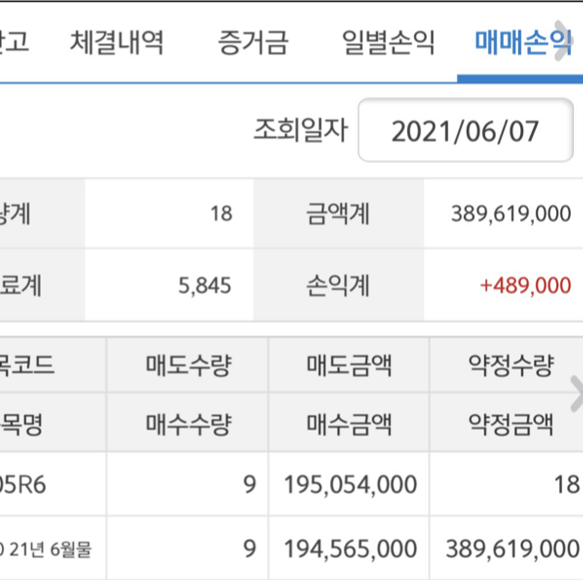 잔고 체결내역 증거금 일별손익 매매손익
조회일자 2021/06/07
량계 18 금액계 389,619,000
료계 5,845 손익계 +489,000
목코드 매도수량 매도금액 약정수량
목명 매수수량 매수금액 약정금액
05R6 9 195,054,000 18
0 21년 6월물 9 194,565,000 389,619,000